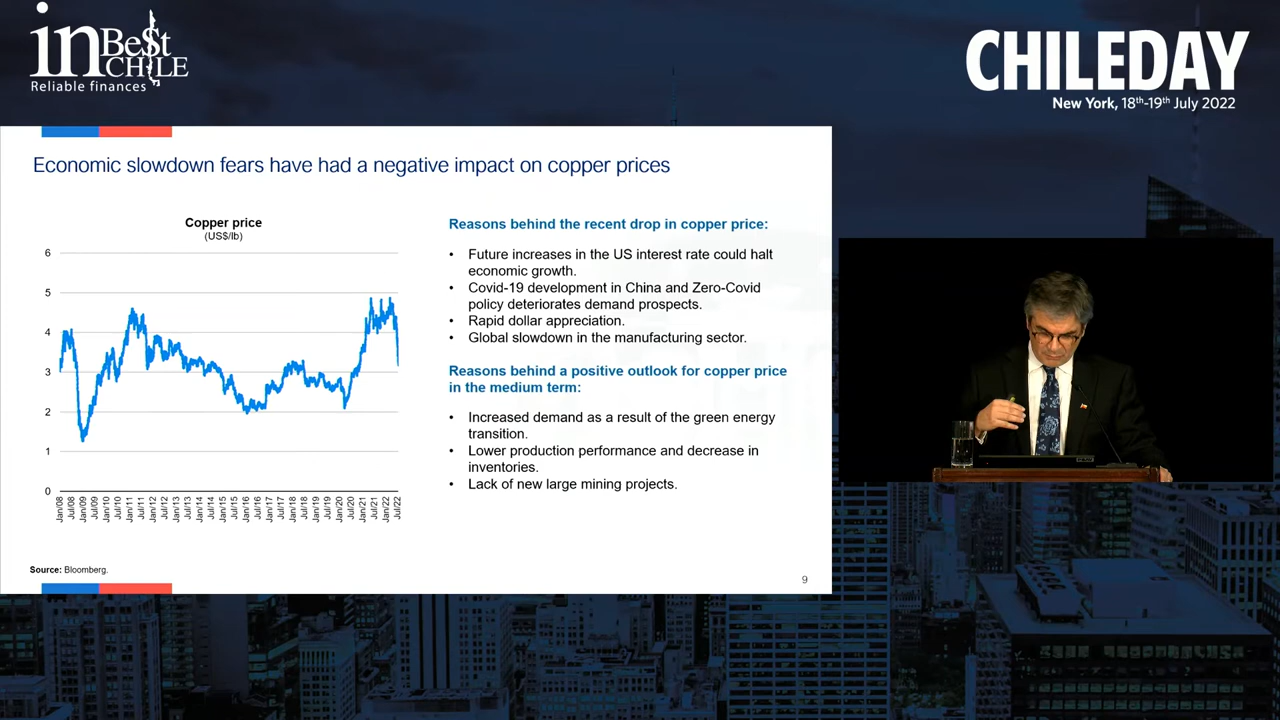 inBe$t
CHILE
Reliable finances
CHILEDAY
New York, 18th-19th July 2022
Economic slowdown fears have had a negative impact on copper prices
Copper price
(US$/lb)
6
5
4
3
2
1
0
Jan/08
Jul/08
Jan/09
Jul/09
Jan/10
Jul/10
Jan/11
Jul/11
Jan/12
Jul/12
Jan/13
Jul/13
Jan/14
Jul/14
Jan/15
Jul/15
Jan/16
Jul/16
Jan/17
Jul/17
Jan/18
Jul/18
Jan/19
Jul/19
Jan/20
Jul/20
Jan/21
Jul/21
Jan/22
Jul/22
Source: Bloomberg.
Reasons behind the recent drop in copper price:
• Future increases in the US interest rate could halt
economic growth.
• Covid-19 development in China and Zero-Covid
policy deteriorates demand prospects.
• Rapid dollar appreciation.
• Global slowdown in the manufacturing sector.
Reasons behind a positive outlook for copper price
in the medium term:
• Increased demand as a result of the green energy
transition.
• Lower production performance and decrease in
inventories.
• Lack of new large mining projects.
9